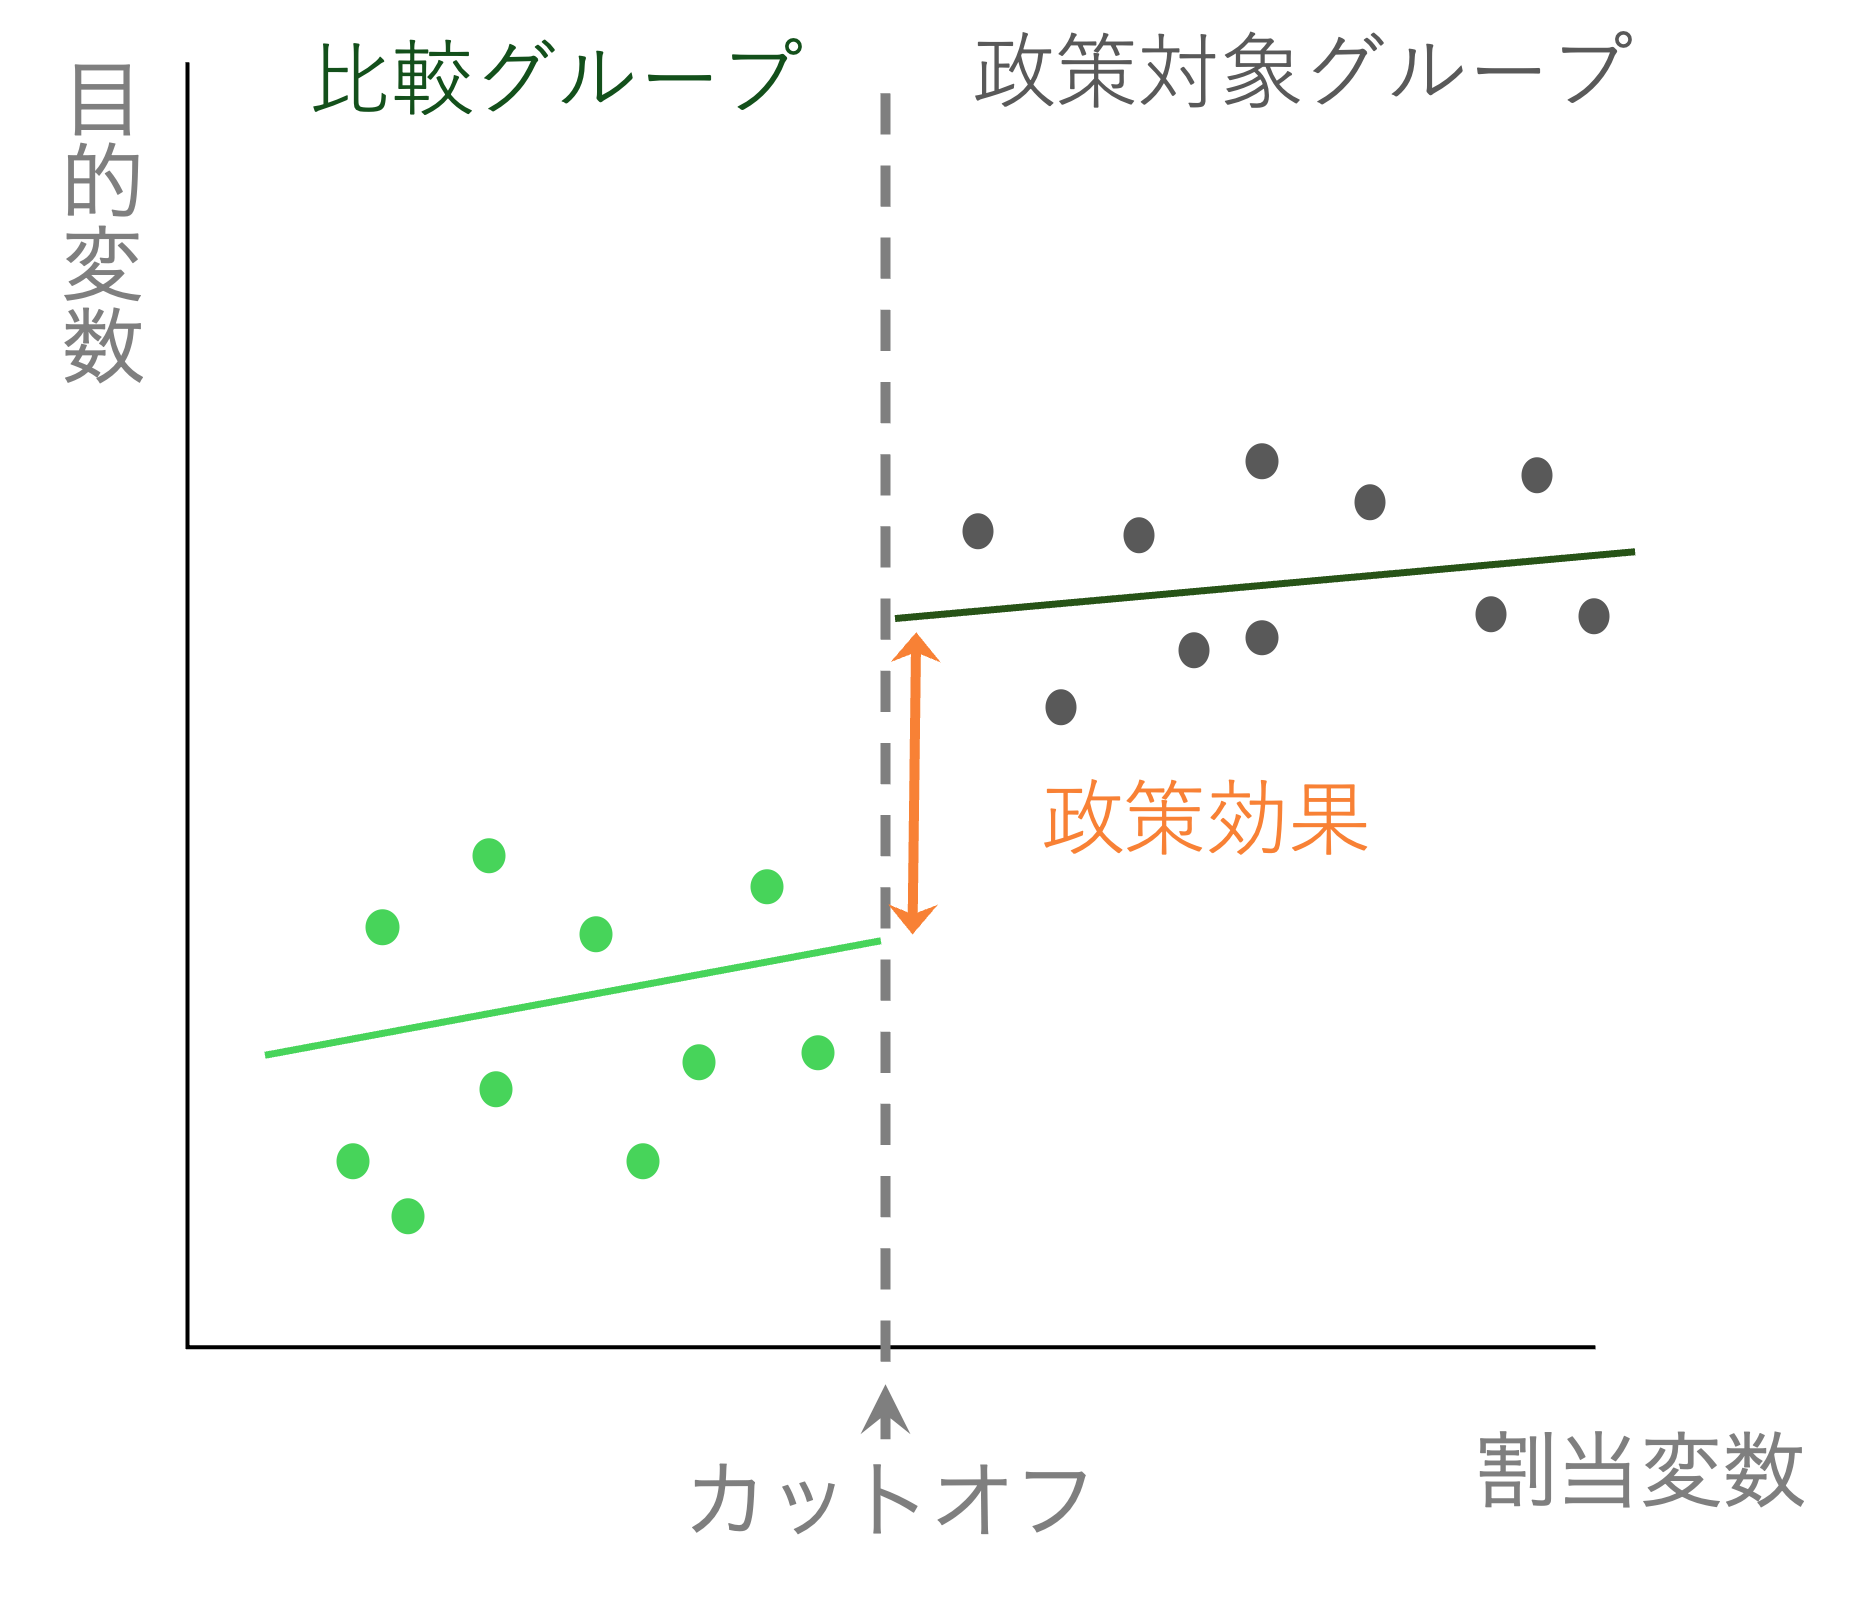 目的変数
比較グループ
政策対象グループ
政策効果
カットオフ
割当変数